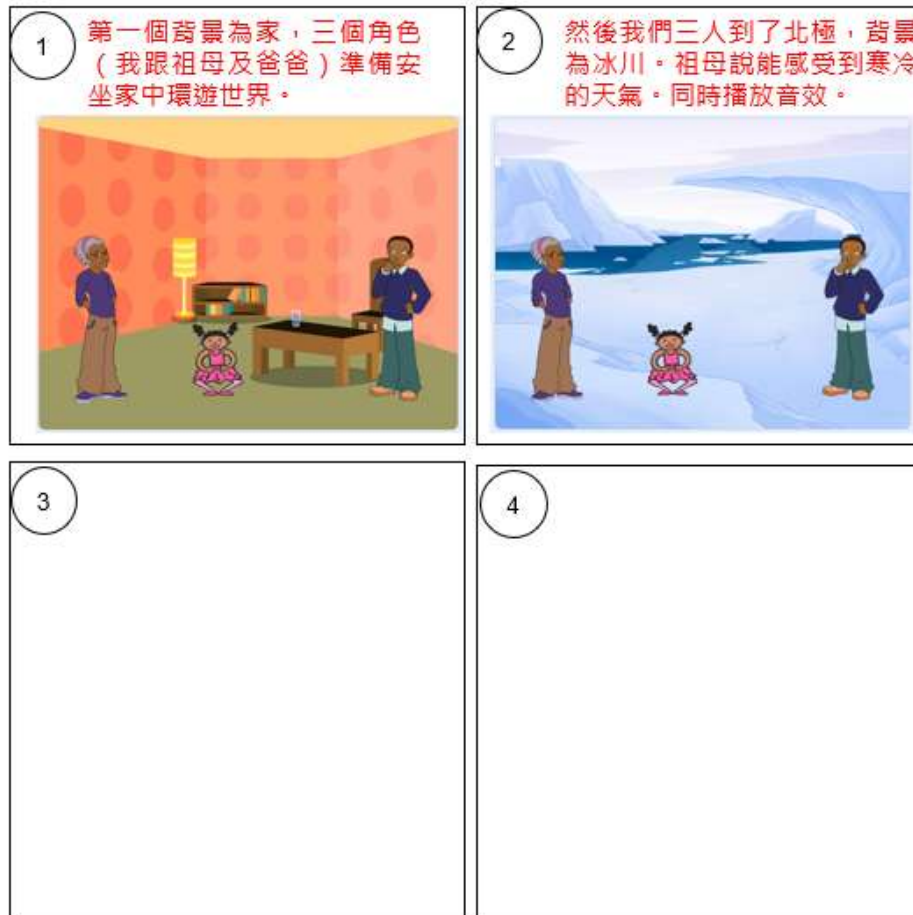 1
第一個背景為家，三個角色
（我跟祖母及爸爸）準備安
坐家中環遊世界。
2
然後我們三人到了北極，背景
為冰川。祖母說能感受到寒冷
的天氣。同時播放音效。
3
4